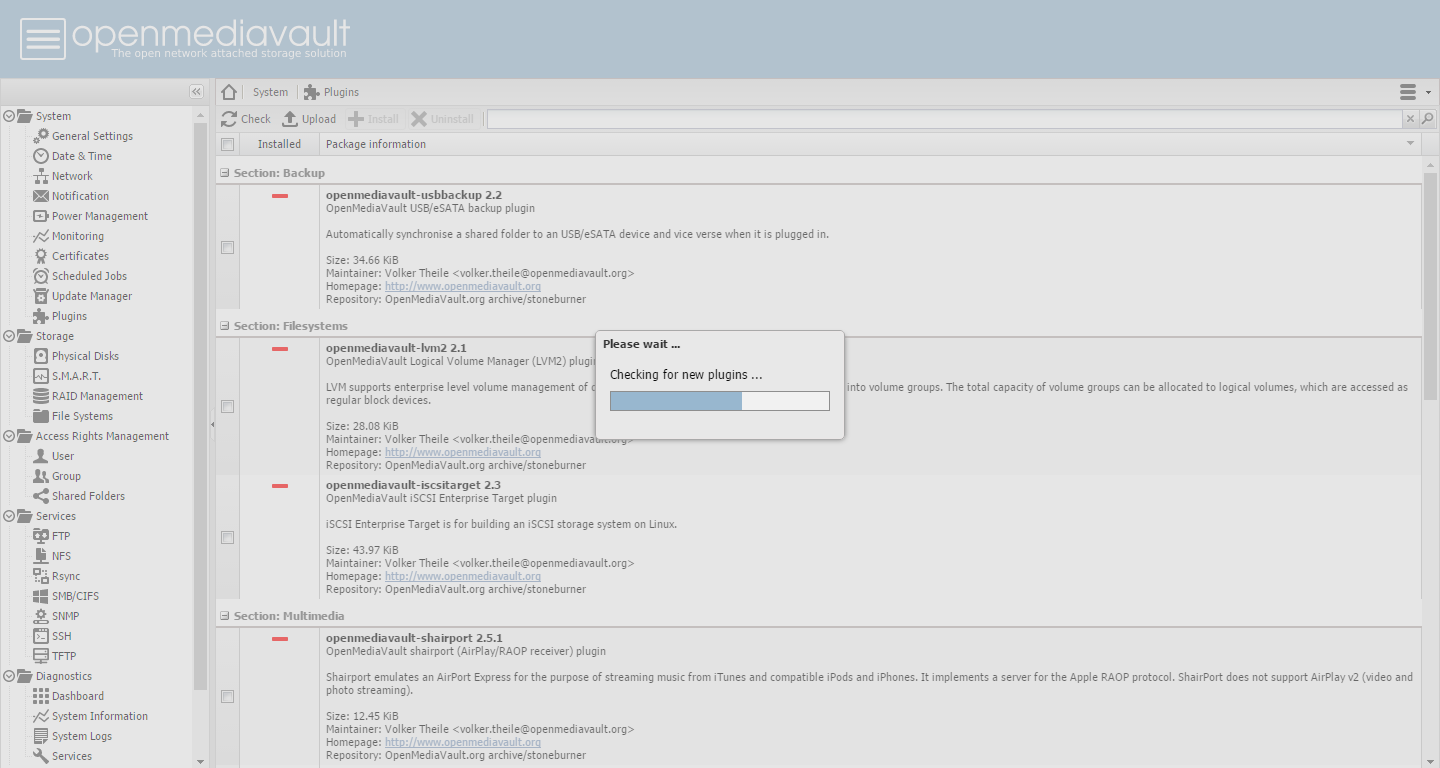 openmediavault
The open network attached storage solution
System
General Settings
Date & Time
Network
Notification
Power Management
Monitoring
Certificates
Scheduled Jobs
Update Manager
Plugins
Storage
Physical Disks
S.M.A.R.T.
RAID Management
File Systems
Access Rights Management
User
Group
Shared Folders
Services
FTP
NFS
Rsync
SMB/CIFS
SNMP
SSH
TFTP
Diagnostics
Dashboard
System Information
System Logs
Services
System Plugins
Check Upload Install Uninstall
Installed Package information
Section: Backup
openmediavault-usbbackup 2.2
OpenMediaVault USB/eSATA backup plugin
Automatically synchronise a shared folder to an USB/eSATA device and vice verse when it is plugged in.
Size: 34.66 KiB
Maintainer: Volker Theile <volker.theile@openmediavault.org>
Homepage: http://www.openmediavault.org
Repository: OpenMediaVault.org archive/stoneburner
Section: Filesystems
openmediavault-lvm2 2.1
OpenMediaVault Logical Volume Manager (LVM2) plugin
LVM supports enterprise level volume management of into volume groups. The total capacity of volume groups can be allocated to logical volumes, which are accessed as
regular block devices.
Size: 28.08 KiB
Maintainer: Volker Theile <volker.theile@openmediavault.org>
Homepage: http://www.openmediavault.org
Repository: OpenMediaVault.org archive/stoneburner
openmediavault-iscsitarget 2.3
OpenMediaVault iSCSI Enterprise Target plugin
iSCSI Enterprise Target is for building an iSCSI storage system on Linux.
Size: 43.97 KiB
Maintainer: Volker Theile <volker.theile@openmediavault.org>
Homepage: http://www.openmediavault.org
Repository: OpenMediaVault.org archive/stoneburner
Section: Multimedia
openmediavault-shairport 2.5.1
OpenMediaVault shairport (AirPlay/RAOP receiver) plugin
Shairport emulates an AirPort Express for the purpose of streaming music from iTunes and compatible iPods and iPhones. It implements a server for the Apple RAOP protocol. ShairPort does not support AirPlay v2 (video and
photo streaming).
Size: 12.45 KiB
Maintainer: Volker Theile <volker.theile@openmediavault.org>
Homepage: http://www.openmediavault.org
Repository: OpenMediaVault.org archive/stoneburner
Please wait ...
Checking for new plugins ...